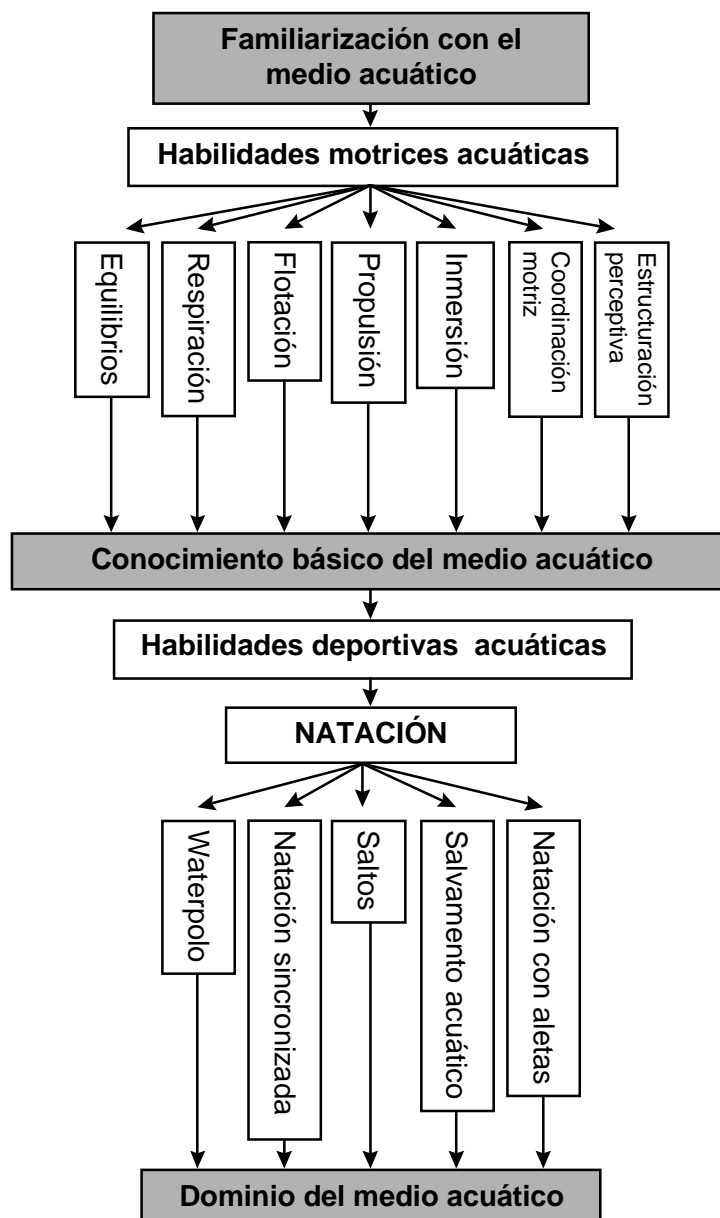 Familiarización con el
medio acuático
Habilidades motrices acuáticas
Equilibrios
Respiración
Flotación
Propulsión
Inmersión
Coordinación
motriz
Estructuración
perceptiva
Conocimiento básico del medio acuático
Habilidades deportivas acuáticas
NATACIÓN
Waterpolo
Natación sincronizada
Saltos
Salvamento acuático
Natación con aletas
Dominio del medio acuático